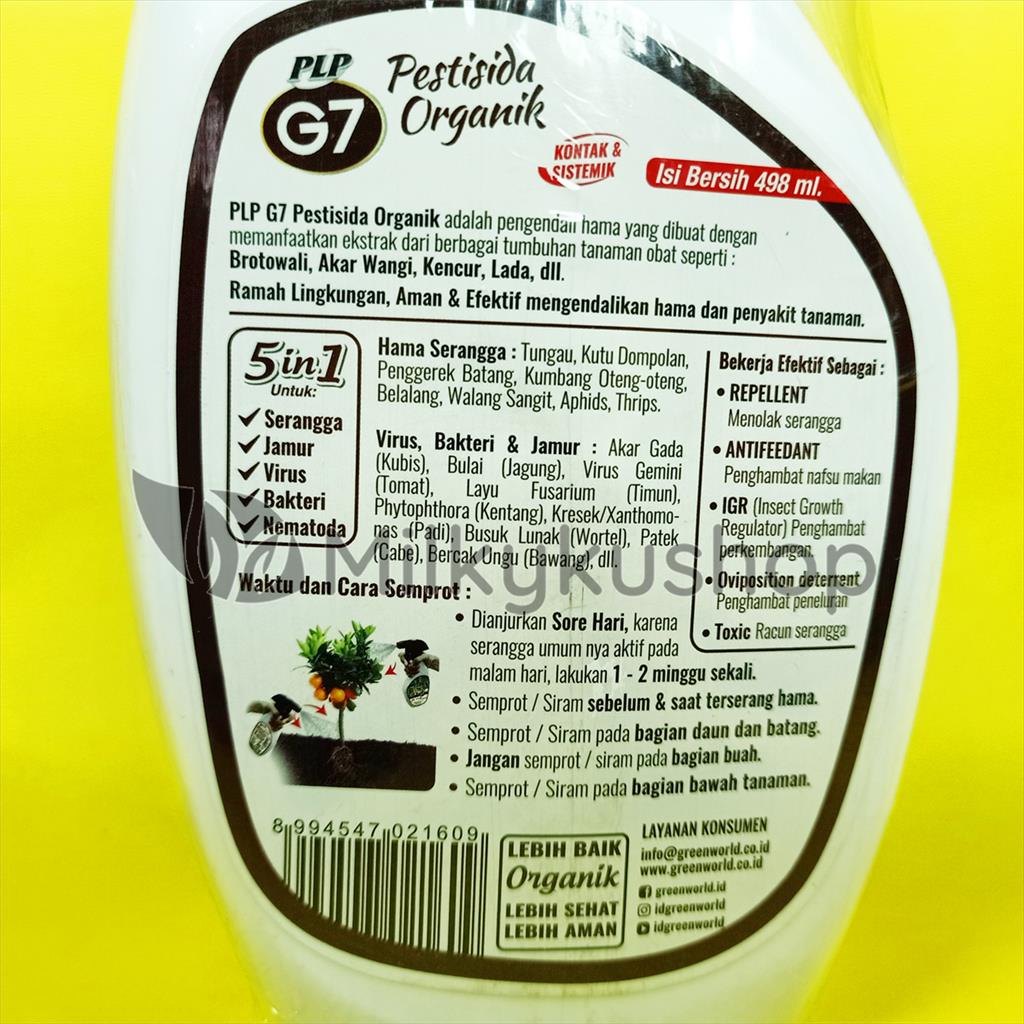 PLP
G7
Pestisida
Organik
KONTAK &
SISTEMIK
Isi Bersih 498 ml.
PLP G7 Pestisida Organik adalah pengendali hama yang dibuat dengan
memanfaatkan ekstrak dari berbagai tumbuhan tanaman obat seperti :
Brotowali, Akar Wangi, Kencur, Lada, dll.
Ramah Lingkungan, Aman & Efektif mengendalikan hama dan penyakit tanaman.
5in1
Untuk:
Serangga
Jamur
Virus
Bakteri
Nematoda
Hama Serangga : Tungau, Kutu Dompolan,
Penggerek Batang, Kumbang Oteng-oteng,
Belalang, Walang Sangit, Aphids, Thrips.
Virus, Bakteri & Jamur : Akar Gada
(Kubis), Bulai (Jagung), Virus Gemini
(Tomat), Layu Fusarium (Timun),
Phytophthora (Kentang), Kresek/Xanthomo-
nas (Padi), Busuk Lunak (Wortel), Patek
(Cabe), Bercak Ungu (Bawang), dll.
Bekerja Efektif Sebagai :
• REPELLENT
Menolak serangga
• ANTIFEEDANT
Penghambat nafsu makan
• IGR (Insect Growth
Regulator) Penghambat
perkembangan.
• Oviposition deterrent
Penghambat peneluran
• Toxic Racun serangga
Milkykushop
Waktu dan Cara Semprot :
• Dianjurkan Sore Hari, karena
serangga umum nya aktif pada
malam hari, lakukan 1 - 2 minggu sekali.
• Semprot / Siram sebelum & saat terserang hama.
• Semprot / Siram pada bagian daun dan batang.
• Jangan semprot / siram pada bagian buah.
• Semprot / Siram pada bagian bawah tanaman.
8 994547 021609
LEBIH BAIK
Organik
LEBIH SEHAT
LEBIH AMAN
LAYANAN KONSUMEN
info@greenworld.co.id
www.greenworld.co.id
greenworld.id
idgreenworld
idgreenworld